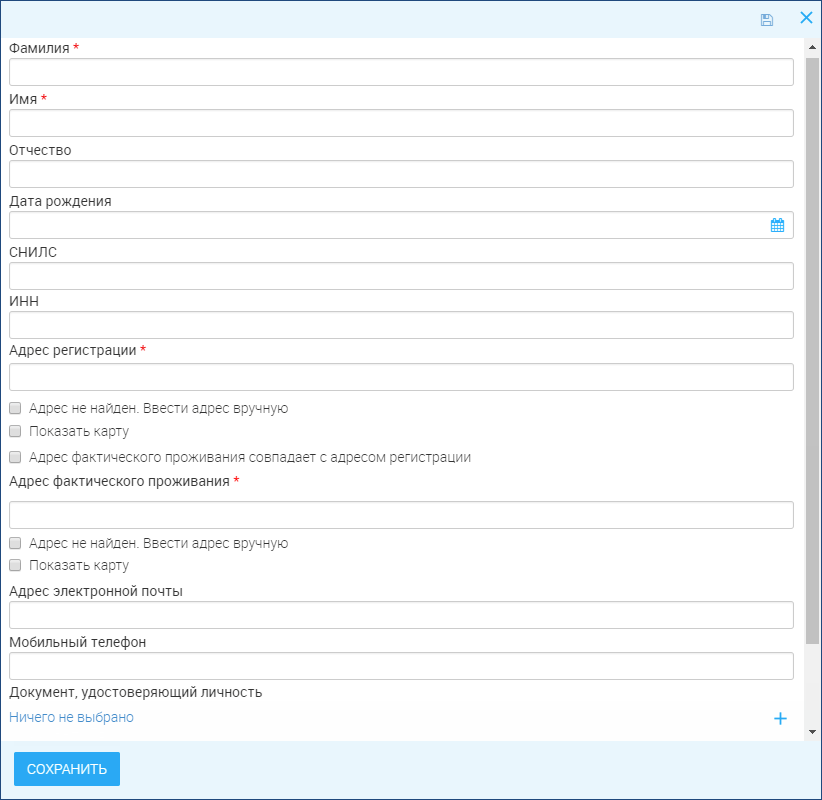 Фамилия *
Имя *
Отчество
Дата рождения
СНИЛС
ИНН
Адрес регистрации *
Адрес не найден. Ввести адрес вручную
Показать карту
Адрес фактического проживания совпадает с адресом регистрации
Адрес фактического проживания *
Адрес не найден. Ввести адрес вручную
Показать карту
Адрес электронной почты
Мобильный телефон
Документ, удостоверяющий личность
Ничего не выбрано
СОХРАНИТЬ